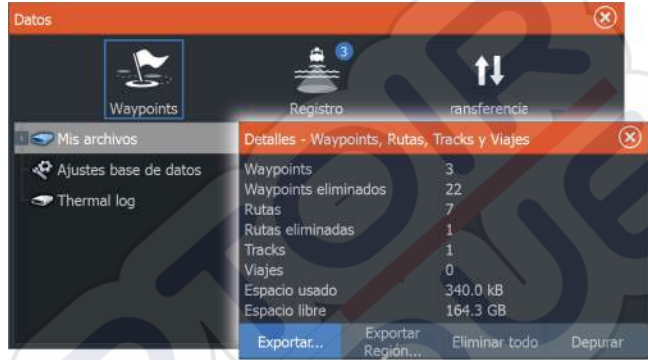 Datos
3
Waypoints Registro ransferencia
Mis archivos
Ajustes base de datos
Thermal log
Detalles - Waypoints, Rutas, Tracks y Viajes
Waypoints 3
Waypoints eliminados 22
Rutas 7
Rutas eliminadas 1
Tracks 1
Viajes 0
Espacio usado 340.0 kB
Espacio libre 164.3 GB
Exportar... Exportar Región... Eliminar todo Depurar